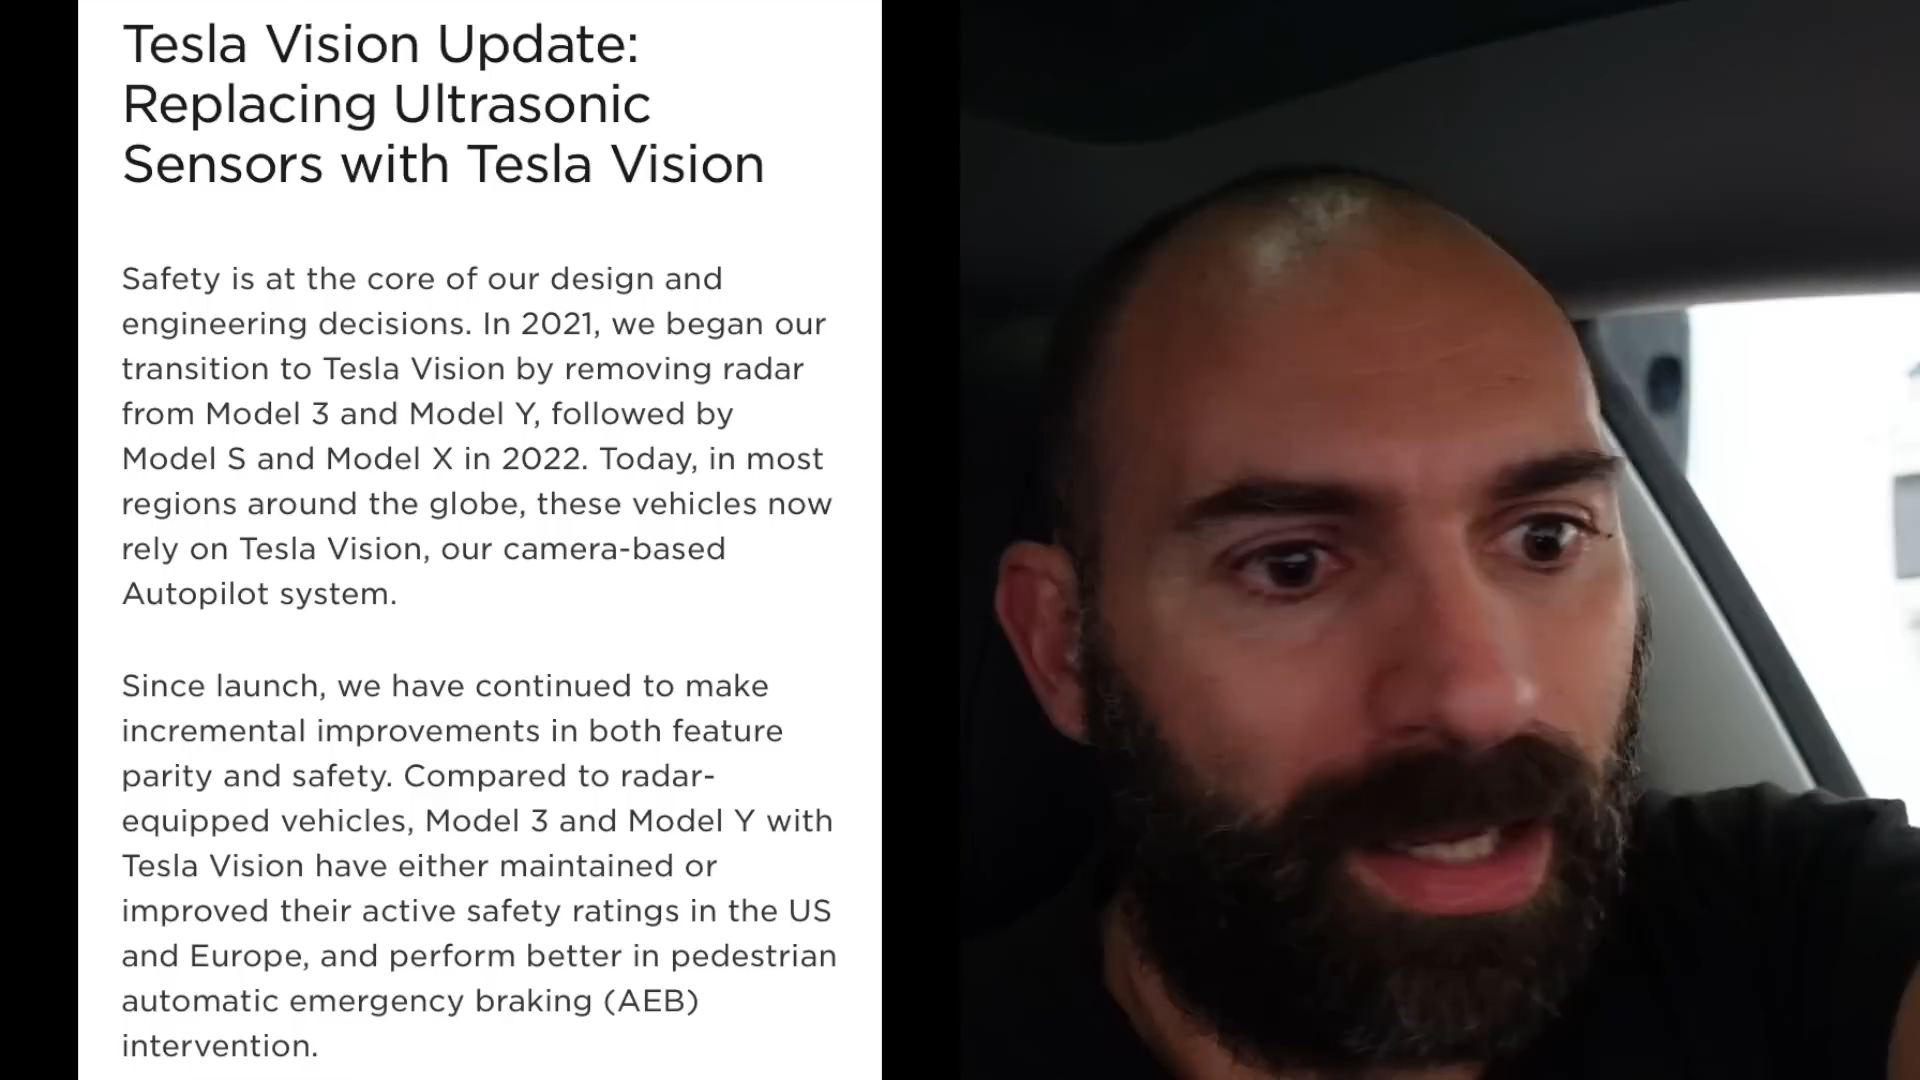 Tesla Vision Update:
Replacing Ultrasonic
Sensors with Tesla Vision
Safety is at the core of our design and
engineering decisions. In 2021, we began our
transition to Tesla Vision by removing radar
from Model 3 and Model Y, followed by
Model S and Model X in 2022. Today, in most
regions around the globe, these vehicles now
rely on Tesla Vision, our camera-based
Autopilot system.
Since launch, we have continued to make
incremental improvements in both feature
parity and safety. Compared to radar-
equipped vehicles, Model 3 and Model Y with
Tesla Vision have either maintained or
improved their active safety ratings in the US
and Europe, and perform better in pedestrian
automatic emergency braking (AEB)
intervention.